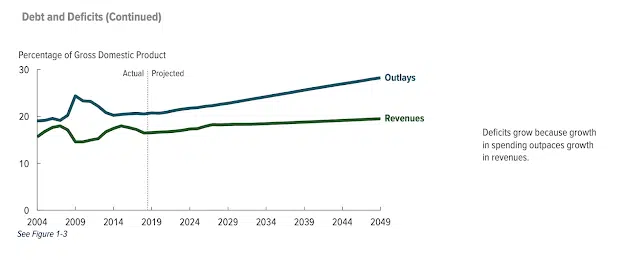 Debt and Deficits (Continued)
Percentage of Gross Domestic Product
30
Actual Projected
Outlays
20
Revenues
Deficits grow because growth
in spending outpaces growth
in revenues.
10
0
2004 2009 2014 2019 2024 2029 2034 2039 2044 2049
See Figure 1-3